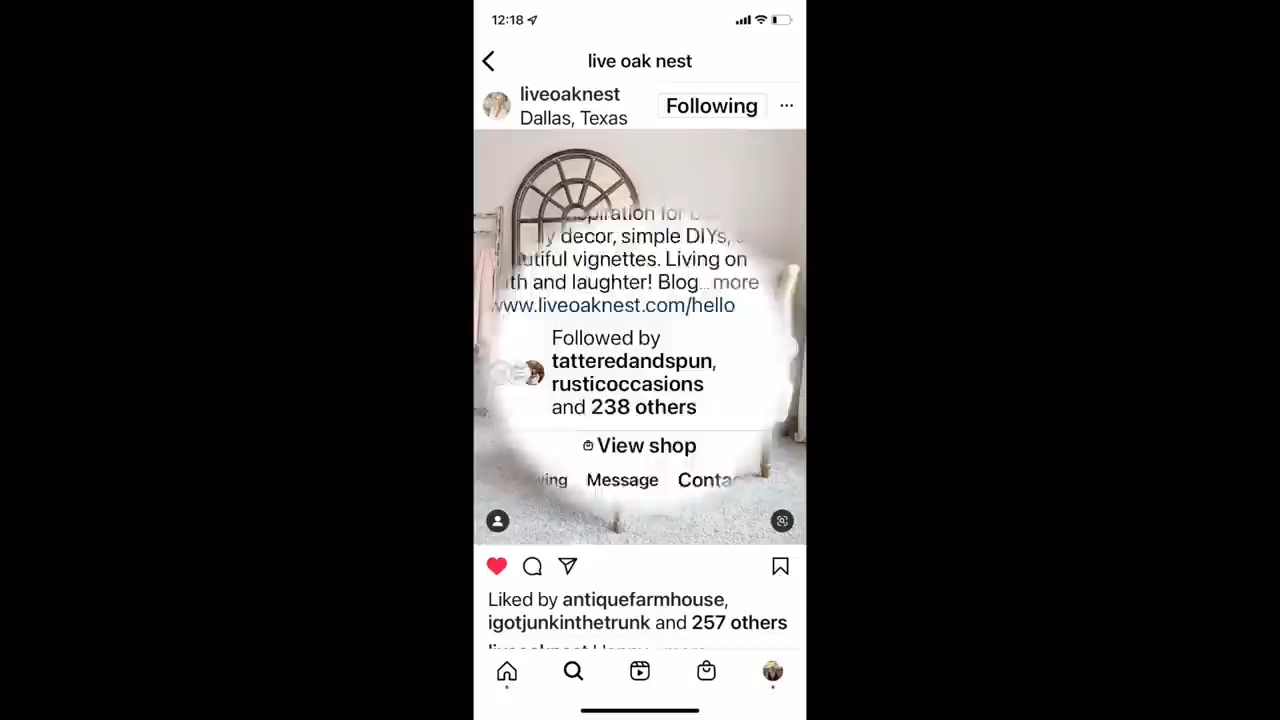 12:18
live oak nest
liveoaknest
Following
Dallas, Texas
for
decor, simple DIYs,
vignettes. Living on
and laughter! Blog... more
www.liveoaknest.com/hello
Followed by
tatteredandspun,
rusticoccasions
and 238 others
View shop
Message
Liked by antiquefarmhouse,
igotjunkinthetrunk and 257 others